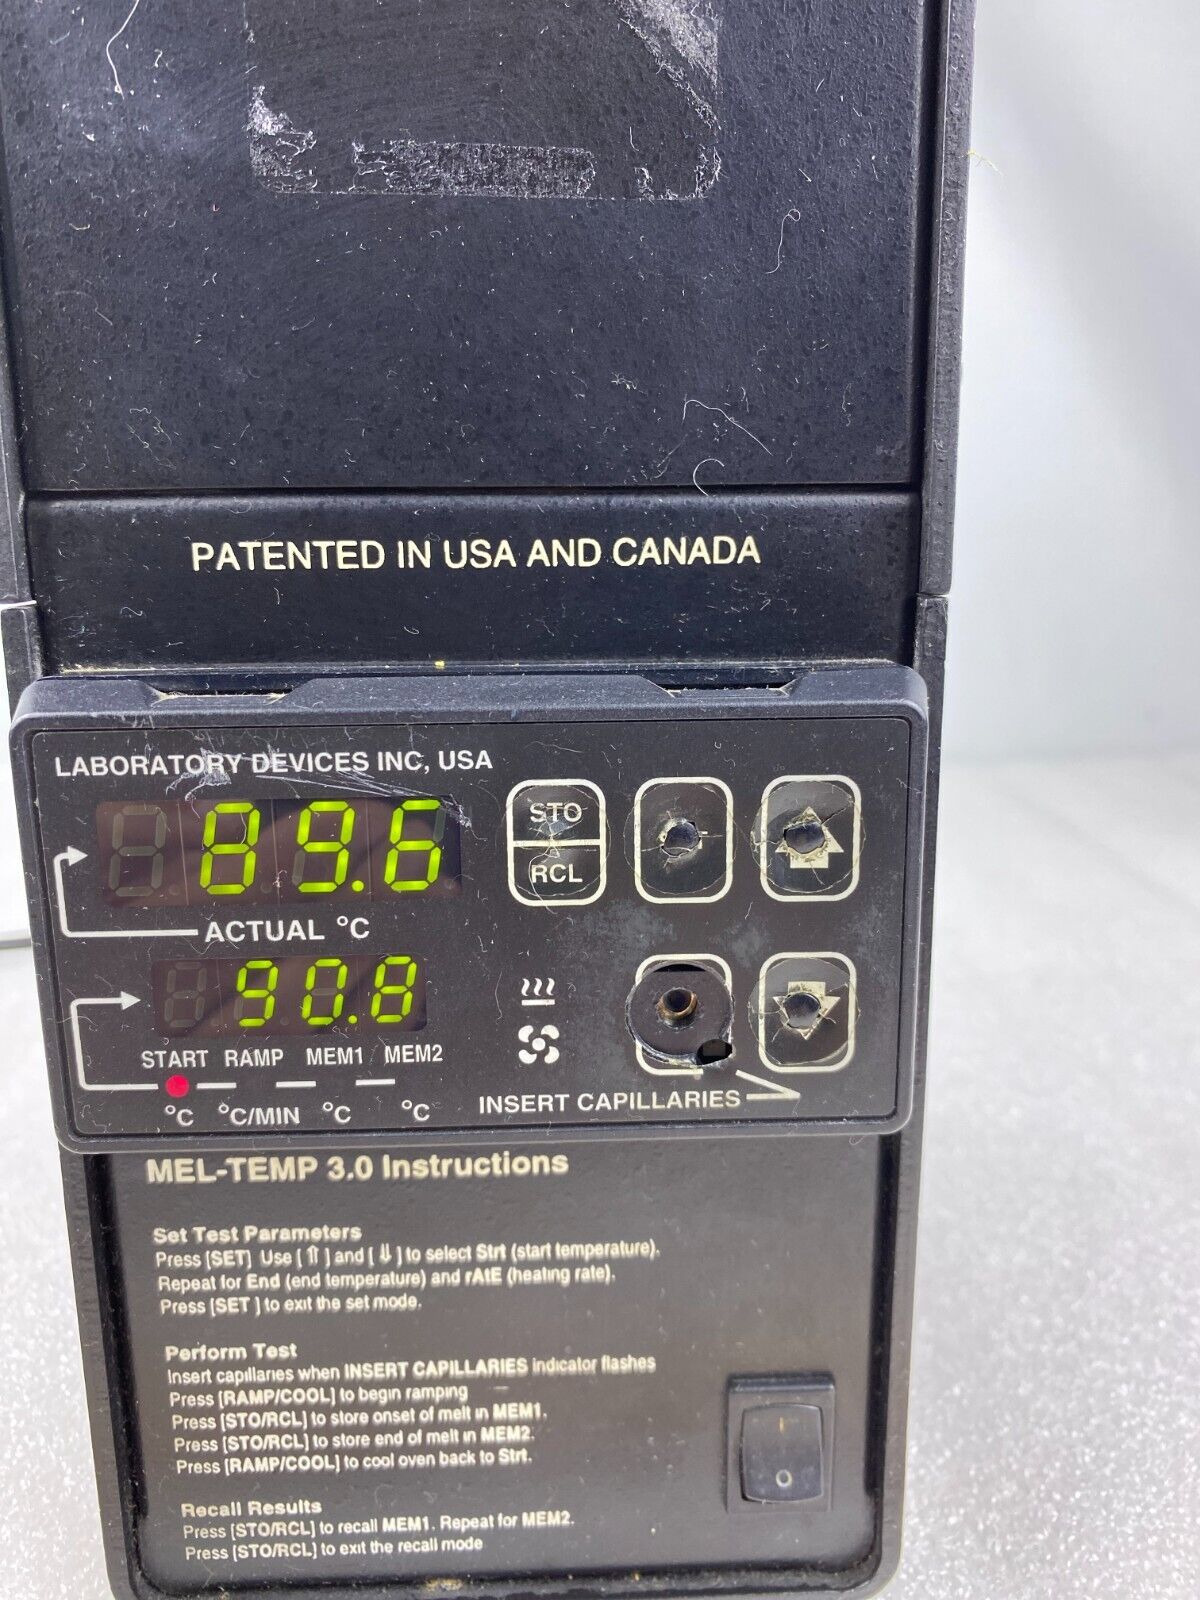 PATENTED IN USA AND CANADA
LABORATORY DEVICES INC, USA
89.6
ACTUAL °C
90.8
START RAMP MEM1 MEM2
°C °C/MIN °C °C
STO
RCL
INSERT CAPILLARIES
MEL-TEMP 3.0 Instructions
Set Test Parameters
Press [SET] Use [⇑] and [⇓] to select Strt (start temperature).
Repeat for End (end temperature) and rAtE (heating rate).
Press [SET ] to exit the set mode.
Perform Test
Insert capillaries when INSERT CAPILLARIES indicator flashes
Press [RAMP/COOL] to begin ramping
Press [STO/RCL] to store onset of melt in MEM1.
Press [STO/RCL] to store end of melt in MEM2.
Press [RAMP/COOL] to cool oven back to Strt.
Recall Results
Press [STO/RCL] to recall MEM1. Repeat for MEM2.
Press [STO/RCL] to exit the recall mode